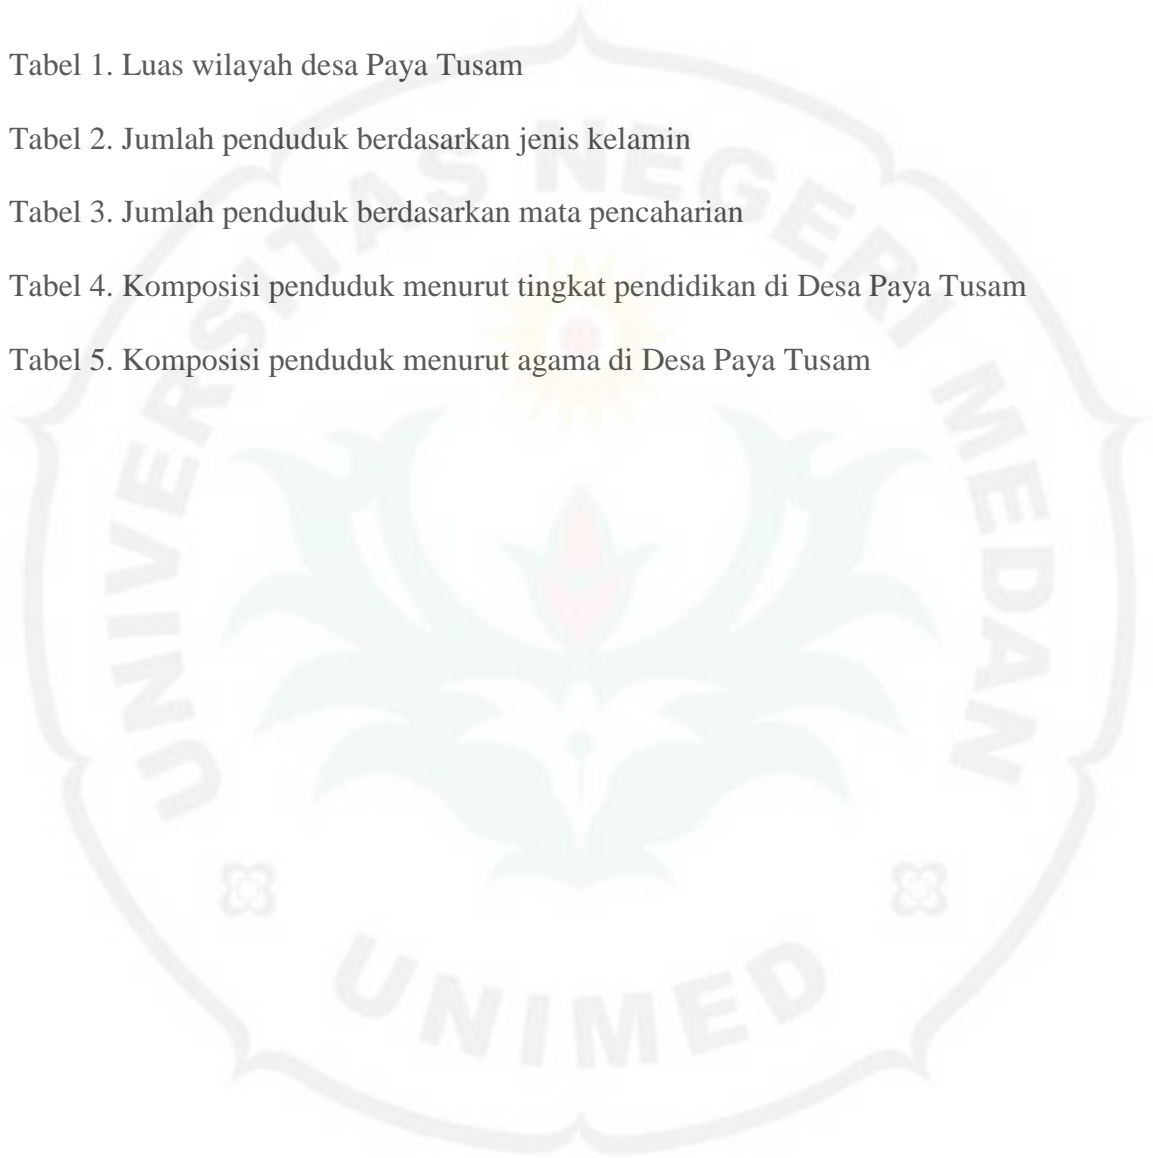 Tabel 1. Luas wilayah desa Paya Tusam
Tabel 2. Jumlah penduduk berdasarkan jenis kelamin
Tabel 3. Jumlah penduduk berdasarkan mata pencaharian
Tabel 4. Komposisi penduduk menurut tingkat pendidikan di Desa Paya Tusam
Tabel 5. Komposisi penduduk menurut agama di Desa Paya Tusam
UNIVERSITAS NEGERI MEDAN
UNIMED